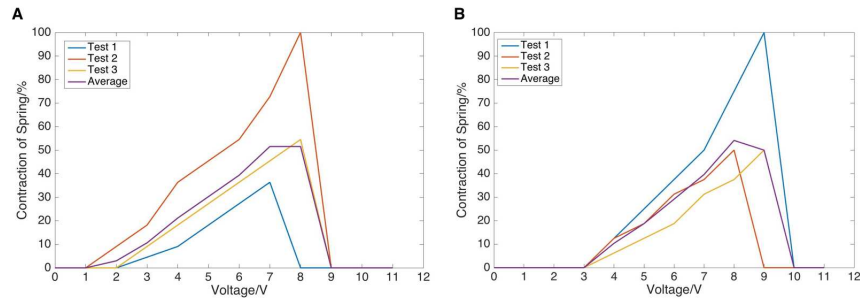 A
Contraction of Spring/%
100
90
80
70
60
50
40
30
20
10
0
Test 1
Test 2
Test 3
Average
0 1 2 3 4 5 6 7 8 9 10 11 12
Voltage/V
B
Contraction of Spring/%
100
90
80
70
60
50
40
30
20
10
0
Test 1
Test 2
Test 3
Average
0 1 2 3 4 5 6 7 8 9 10 11 12
Voltage/V